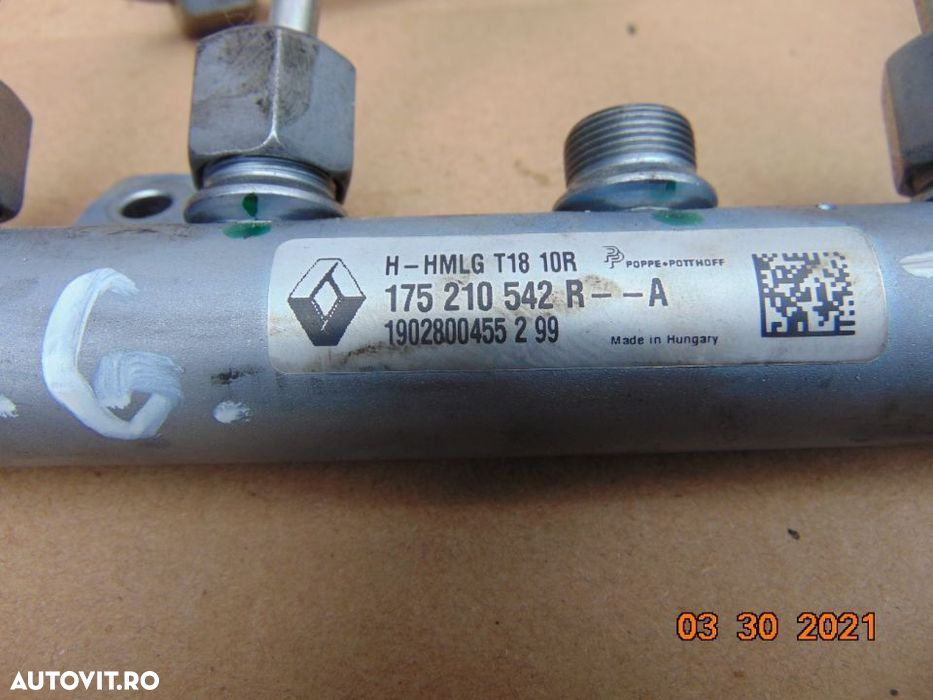 H-HMLG T18 10R
PP POPPE+POTTHOFF
175 210 542 R--A
1902800455 2 99
Made in Hungary
G
03 30 2021
AUTOVIT.RO